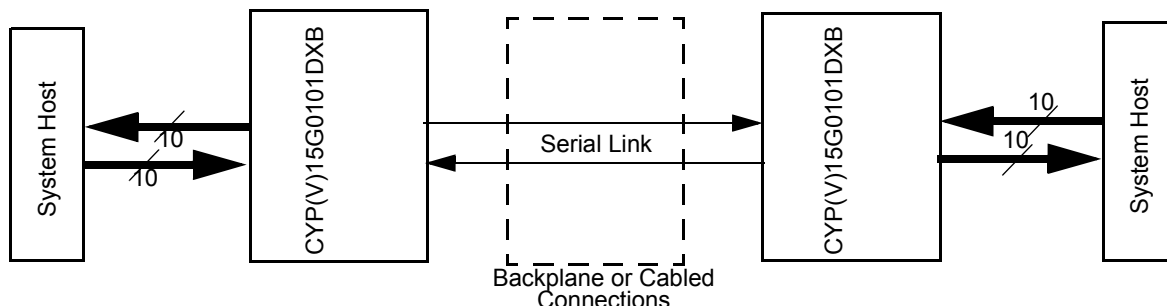 System Host
10
10
CYP(V)15G0101DXB
Serial Link
Backplane or Cabled
Connections
CYP(V)15G0101DXB
10
10
System Host